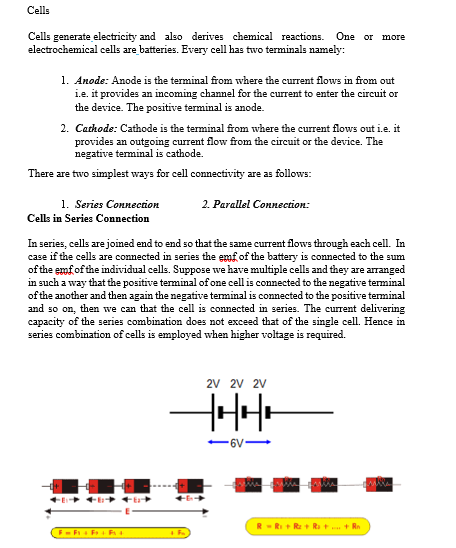 Cells
Cells generate electricity and also derives chemical reactions. One or more
electrochemical cells are batteries. Every cell has two terminals namely:
1. Anode: Anode is the terminal from where the current flows in from out
i.e. it provides an incoming channel for the current to enter the circuit or
the device. The positive terminal is anode.
2. Cathode: Cathode is the terminal from where the current flows out i.e. it
provides an outgoing current flow from the circuit or the device. The
negative terminal is cathode.
There are two simplest ways for cell connectivity are as follows:
1. Series Connection 2. Parallel Connection:
Cells in Series Connection
In series, cells are joined end to end so that the same current flows through each cell. In
case if the cells are connected in series the emf of the battery is connected to the sum
of the emf of the individual cells. Suppose we have multiple cells and they are arranged
in such a way that the positive terminal of one cell is connected to the negative terminal
of the another and then again the negative terminal is connected to the positive terminal
and so on, then we can that the cell is connected in series. The current delivering
capacity of the series combination does not exceed that of the single cell. Hence in
series combination of cells is employed when higher voltage is required.
2V 2V 2V
6V
E
R = R1 + R2 + R3 + .... + Rn